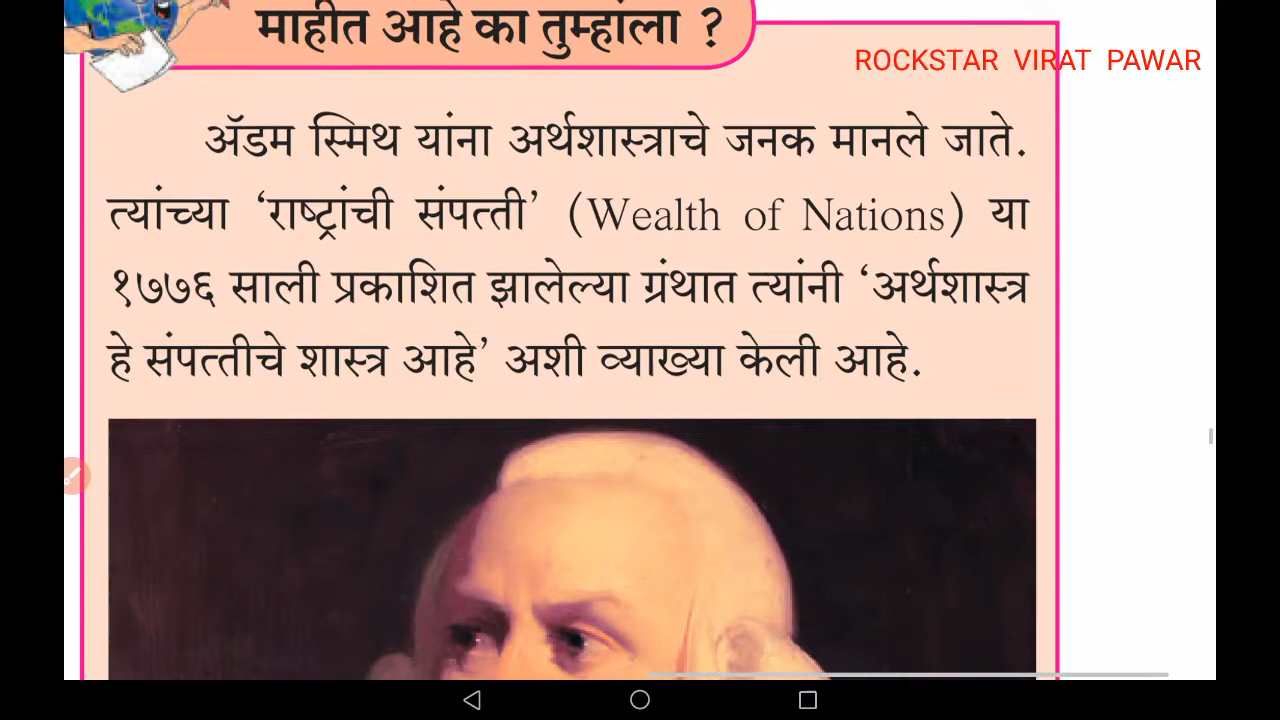 माहीत आहे का तुम्हांला ?
ROCKSTAR VIRAT PAWAR
ॲडम स्मिथ यांना अर्थशास्त्राचे जनक मानले जाते.
त्यांच्या ‘राष्ट्रांची संपत्ती’ (Wealth of Nations) या
१७७६ साली प्रकाशित झालेल्या ग्रंथात त्यांनी ‘अर्थशास्त्र
हे संपत्तीचे शास्त्र आहे’ अशी व्याख्या केली आहे.